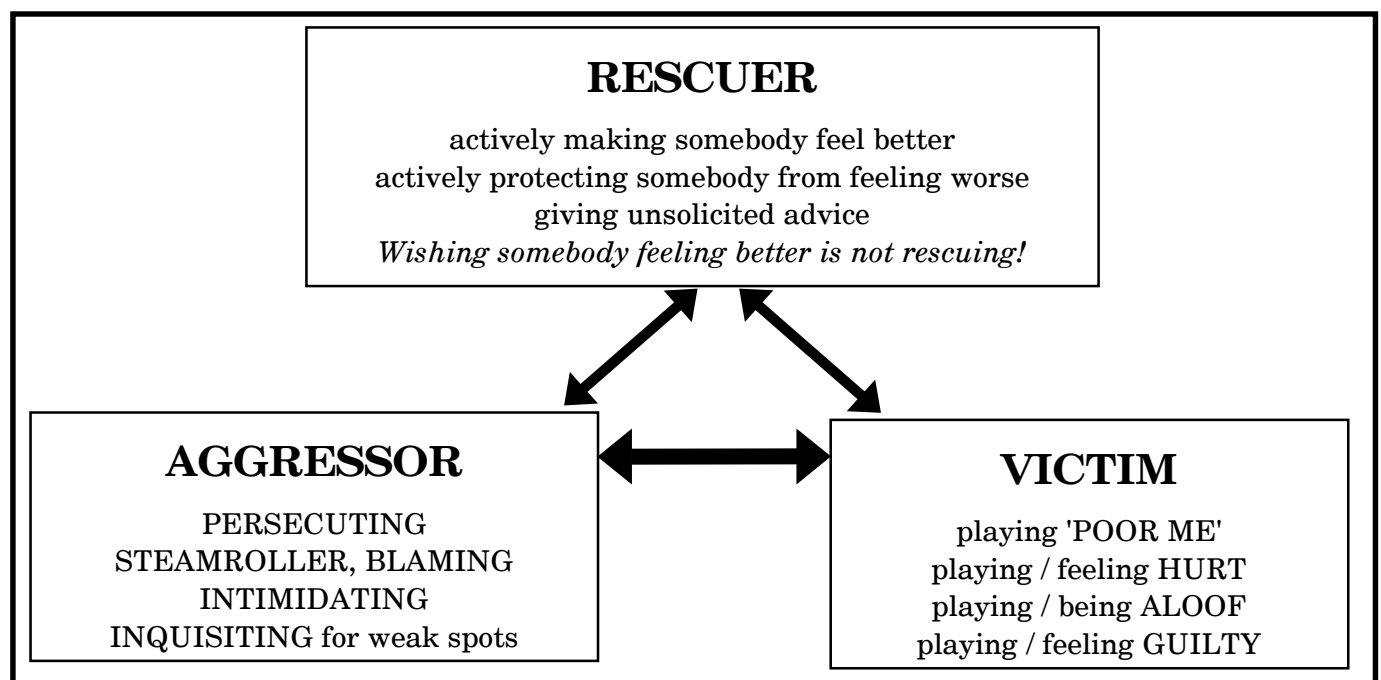 RESCUER
actively making somebody feel better
actively protecting somebody from feeling worse
giving unsolicited advice
Wishing somebody feeling better is not rescuing!
AGGRESSOR
PERSECUTING
STEAMROLLER, BLAMING
INTIMIDATING
INQUISITING for weak spots
VICTIM
playing 'POOR ME'
playing / feeling HURT
playing / being ALOOF
playing / feeling GUILTY